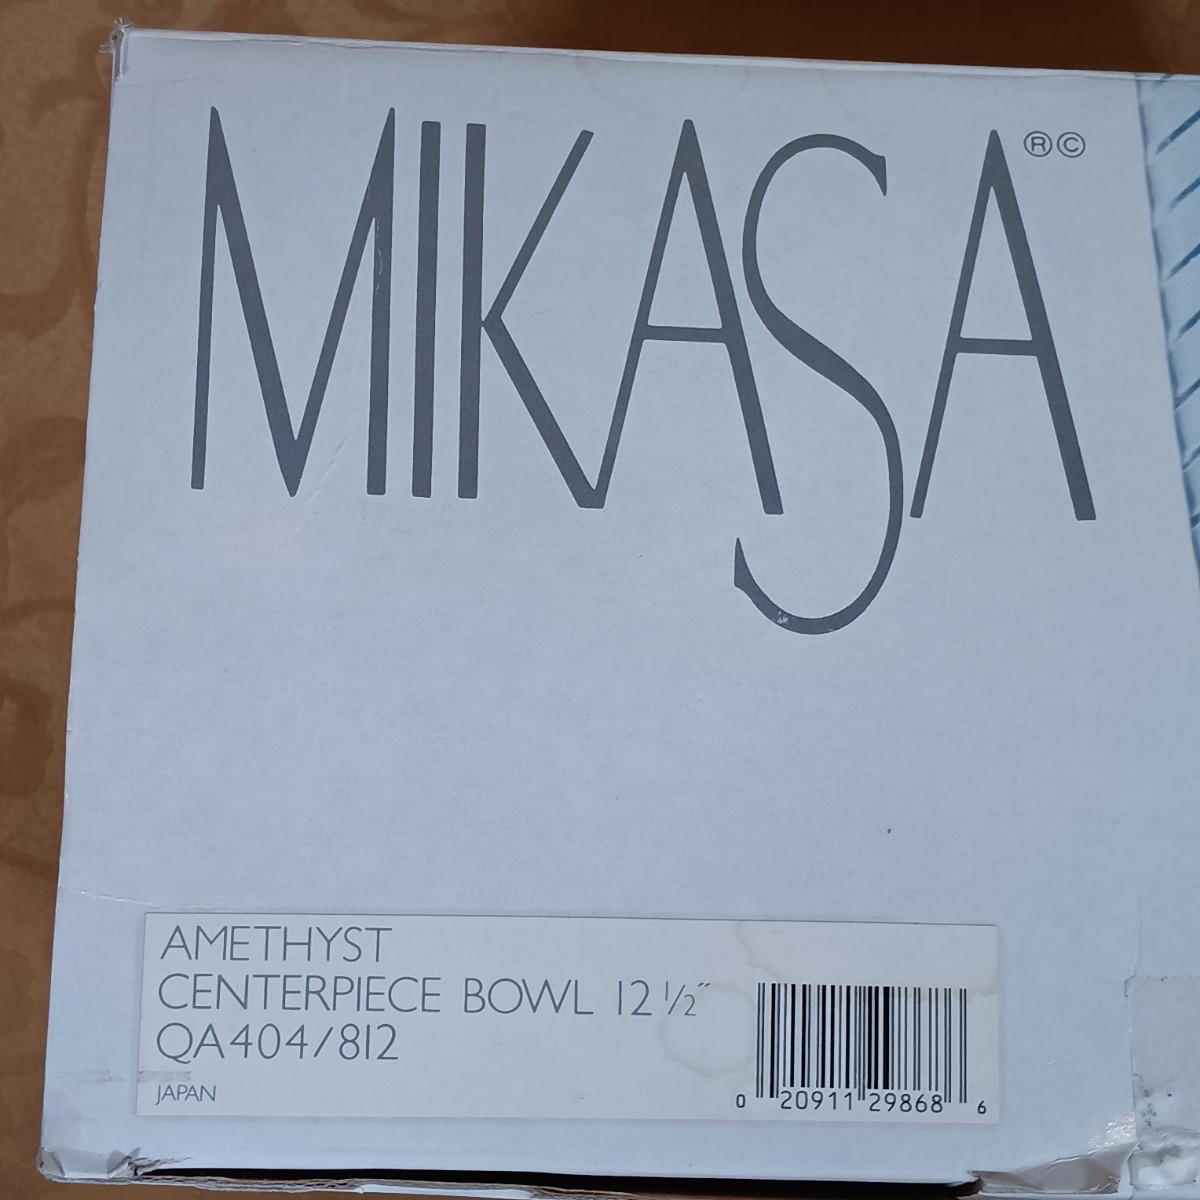 MIKASA ®©
AMETHYST
CENTERPIECE BOWL 12 1/2"
QA404/812
JAPAN
0 20911 29868 6